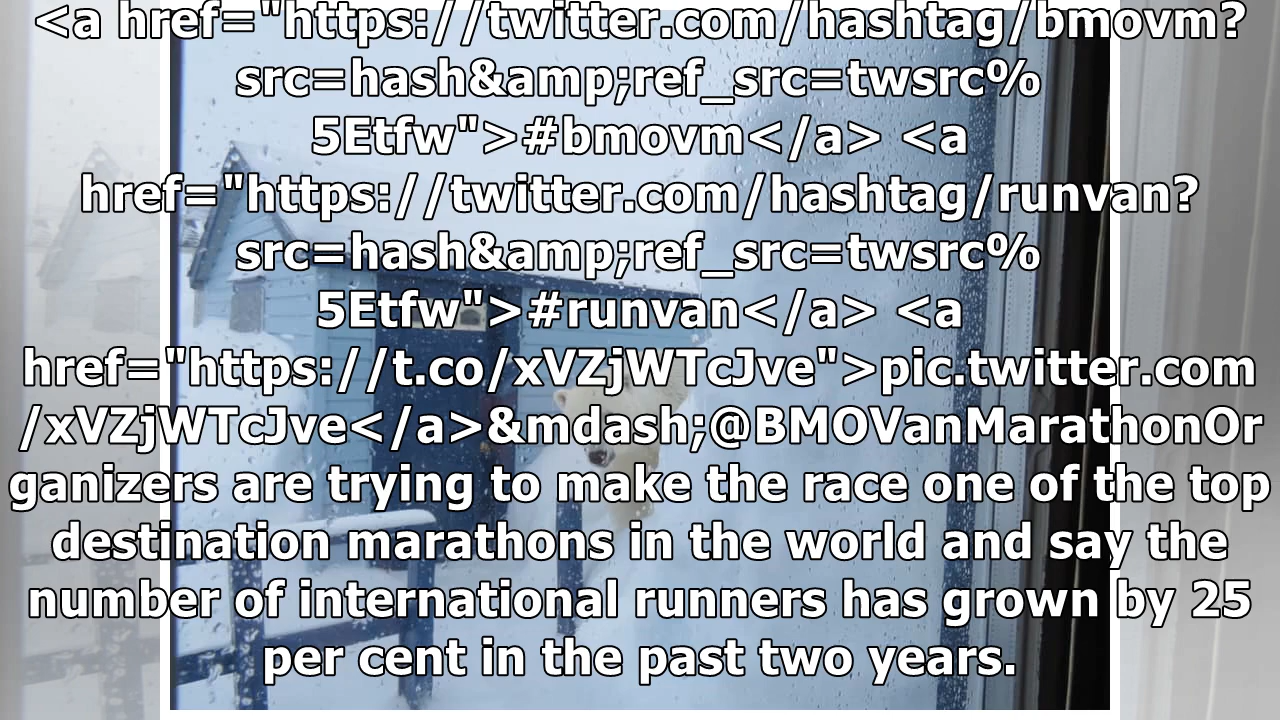 <a href="https://twitter.com/hashtag/bmovm?
src=hash&amp;ref_src=twsrc%
5Etfw">#bmovm</a> <a
href="https://twitter.com/hashtag/runvan?
src=hash&amp;ref_src=twsrc%
5Etfw">#runvan</a> <a
href="https://t.co/xVZjWTcJve">pic.twitter.com
/xVZjWTcJve</a>&mdash;@BMOVanMarathonOr
ganizers are trying to make the race one of the top
destination marathons in the world and say the
number of international runners has grown by 25
per cent in the past two years.